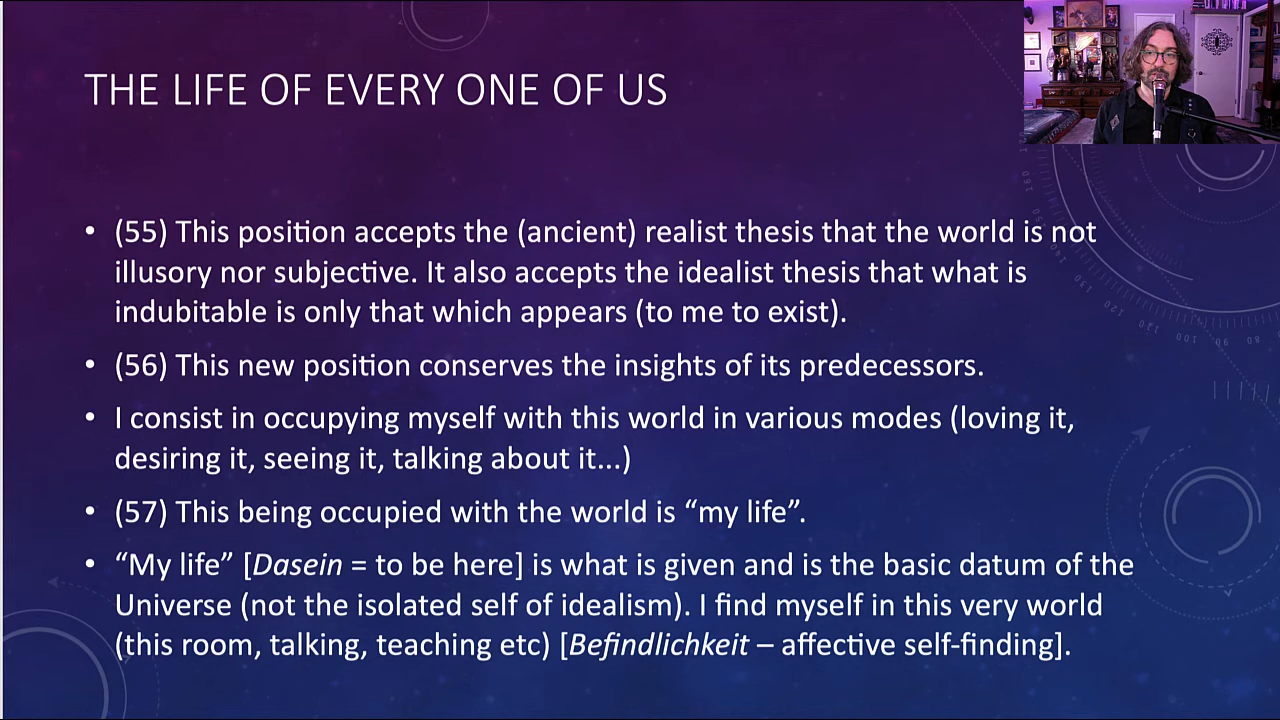 THE LIFE OF EVERY ONE OF US
• (55) This position accepts the (ancient) realist thesis that the world is not
illusory nor subjective. It also accepts the idealist thesis that what is
indubitable is only that which appears (to me to exist).
• (56) This new position conserves the insights of its predecessors.
• I consist in occupying myself with this world in various modes (loving it,
desiring it, seeing it, talking about it...)
• (57) This being occupied with the world is “my life”.
• “My life” [Dasein = to be here] is what is given and is the basic datum of the
Universe (not the isolated self of idealism). I find myself in this very world
(this room, talking, teaching etc) [Befindlichkeit – affective self-finding].